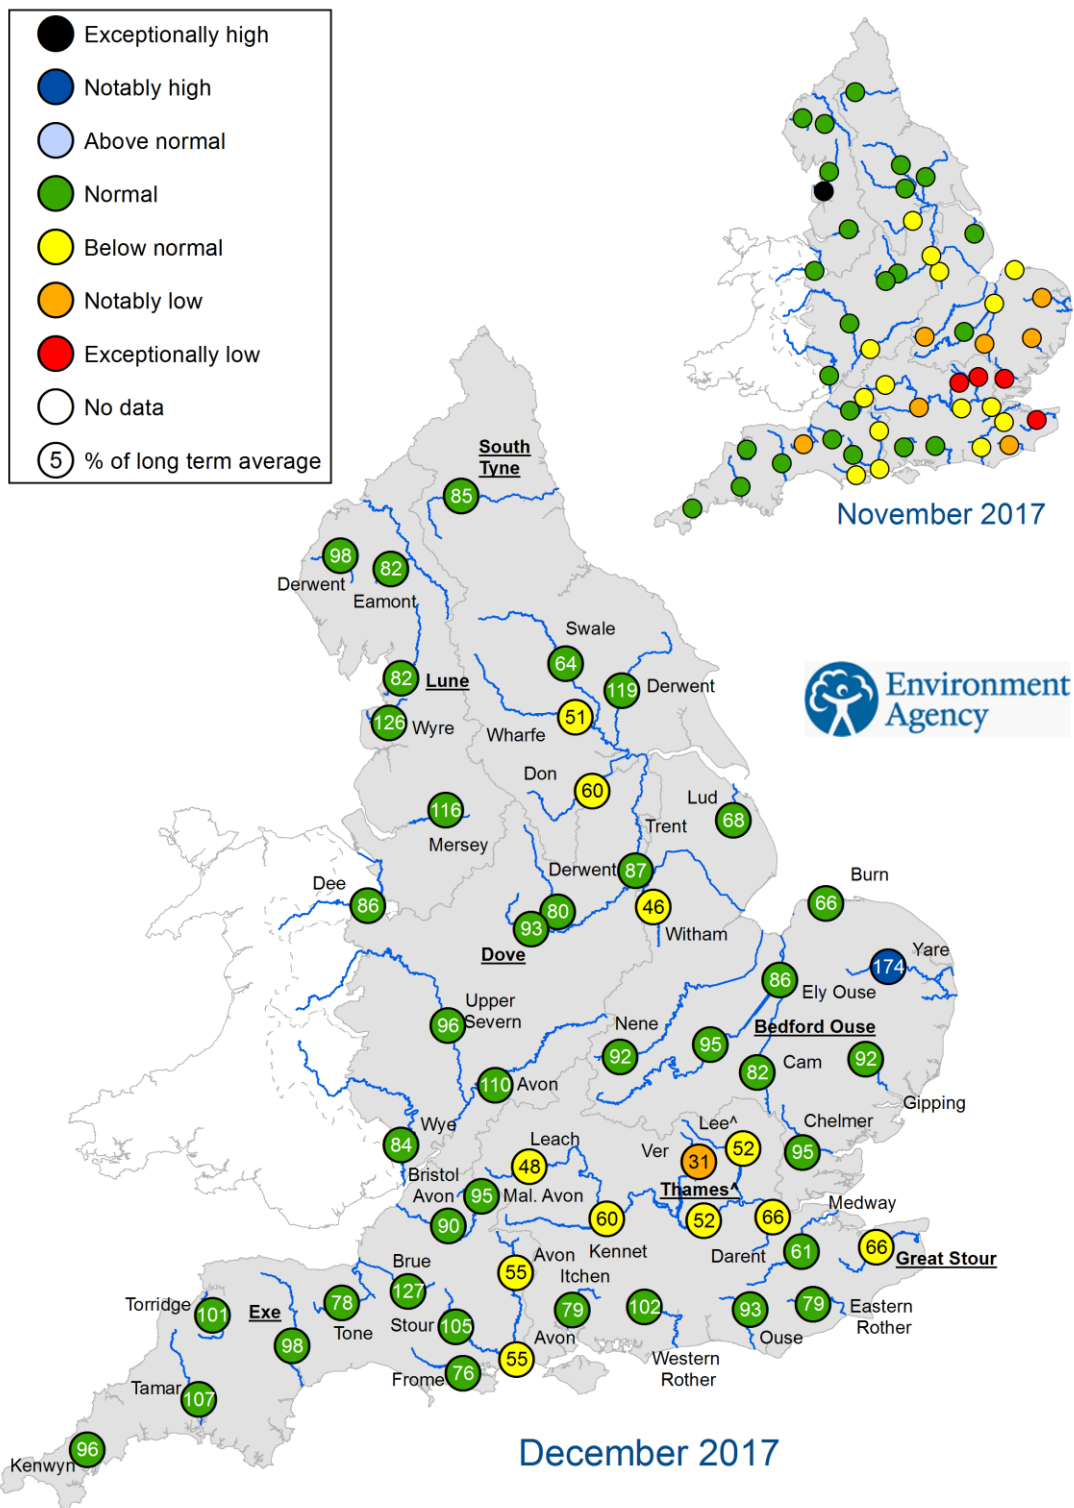 Exceptionally high
Notably high
Above normal
Normal
Below normal
Notably low
Exceptionally low
No data
5 % of long term average
November 2017
South
Tyne
85
98
Derwent
82
Eamont
Swale
64
82
Lune
119
Derwent
126
Wyre
51
Wharfe
Environment
Agency
Don
60
116
Mersey
Lud
68
Trent
Derwent
87
Dee
86
80
93
Dove
46
Witham
Burn
66
Yare
174
86
Ely Ouse
Upper
Severn
96
Nene
92
Bedford Ouse
95
82
Cam
92
Gipping
110
Avon
Wye
84
Leach
48
Lee^
52
Ver
31
Chelmer
95
Bristol
Avon
95
Mal. Avon
90
Thames^
52
60
Kennet
66
Medway
Darent
61
66
Great Stour
Brue
127
Avon
55
Itchen
79
102
93
Ouse
79
Eastern
Rother
Torridge
101
Exe
78
Tone
98
Stour
105
Avon
55
Western
Rother
Frome
76
Tamar
107
96
Kenwyn
December 2017